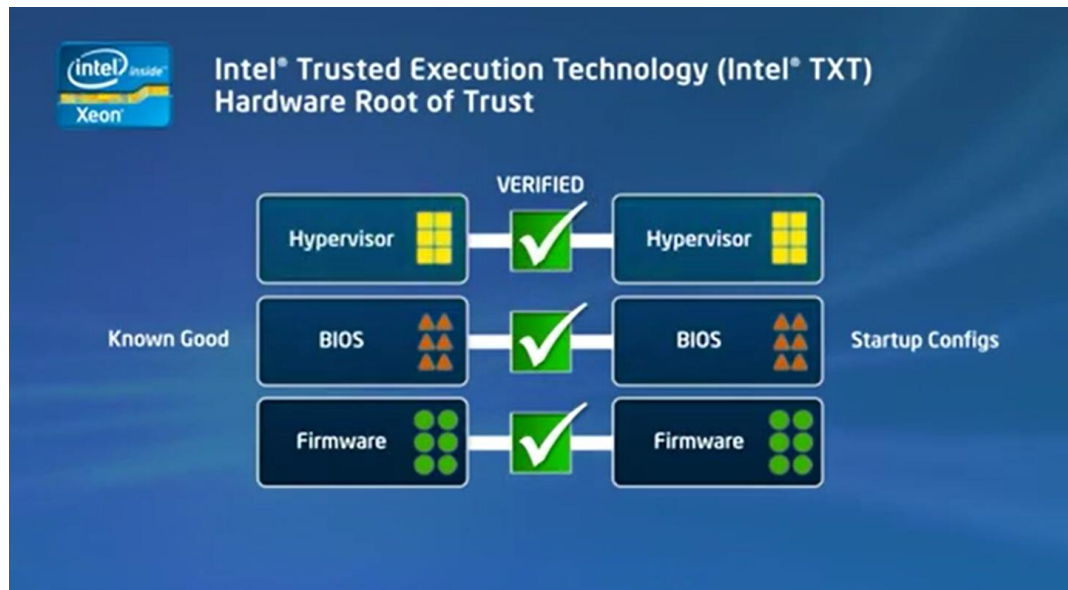 intel inside™
Xeon®
Intel® Trusted Execution Technology (Intel® TXT)
Hardware Root of Trust
VERIFIED
Hypervisor
Hypervisor
Known Good
BIOS
BIOS
Startup Configs
Firmware
Firmware